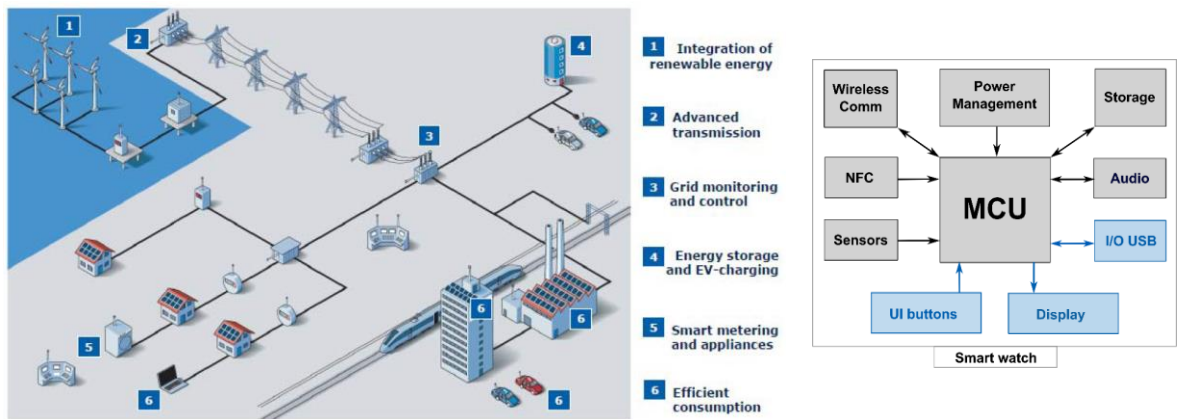 1
2
3
4
5
6
6
6
6
1 Integration of
renewable energy
2 Advanced
transmission
3 Grid monitoring
and control
4 Energy storage
and EV-charging
5 Smart metering
and appliances
6 Efficient
consumption
Wireless
Comm
Power
Management
Storage
NFC
MCU
Audio
Sensors
I/O USB
UI buttons
Display
Smart watch